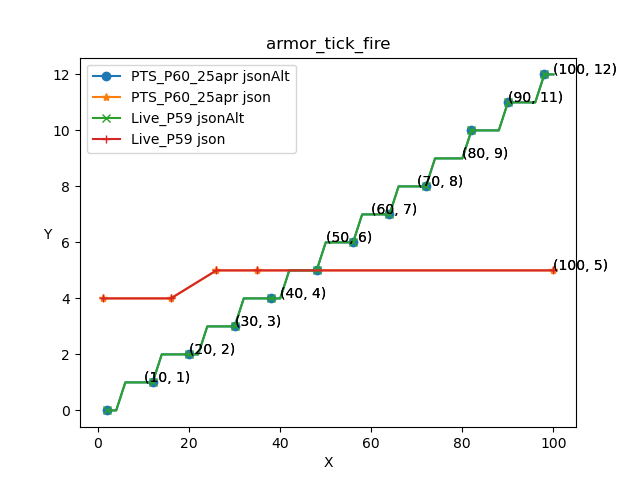 armor_tick_fire
PTS_P60_25apr jsonAlt
PTS_P60_25apr json
Live_P59 jsonAlt
Live_P59 json
(100, 12)
(90, 11)
(80, 9)
(70, 8)
(60, 7)
(50, 6)
(100, 5)
(40, 4)
(30, 3)
(20, 2)
(10, 1)
12
10
8
6
4
2
0
Y
0 20 40 60 80 100
X